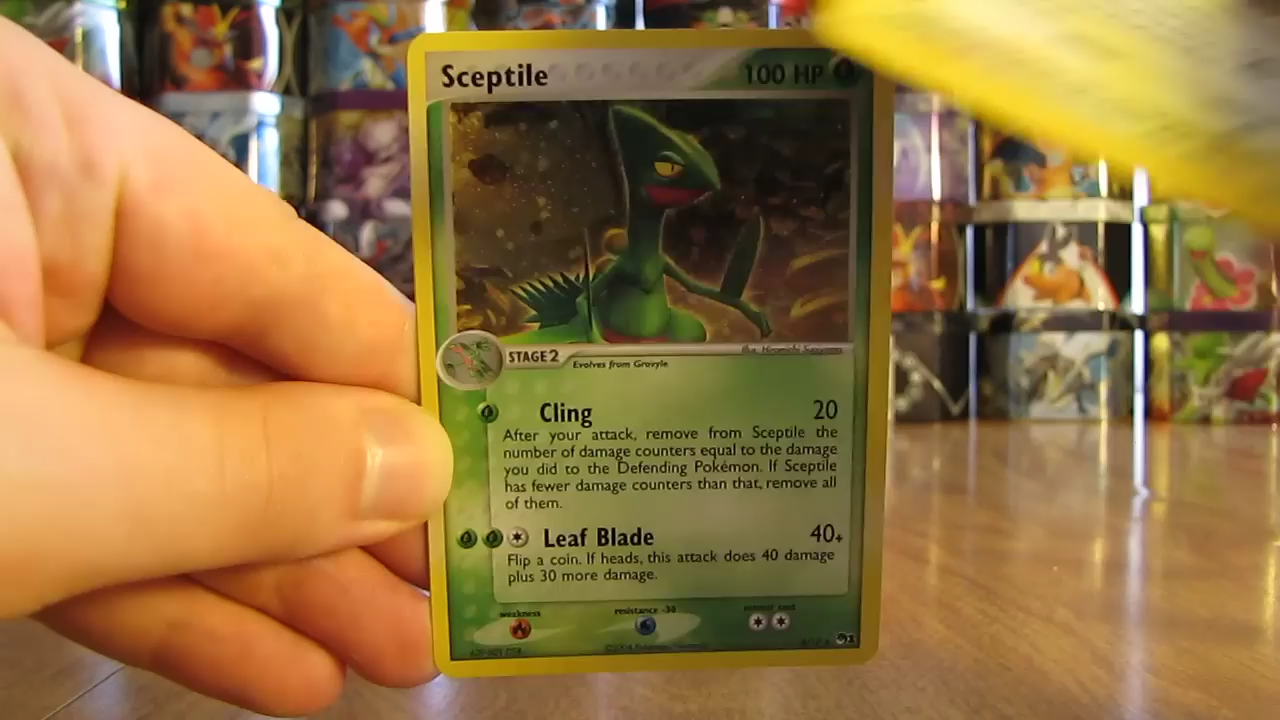 Sceptile 100 HP
STAGE2 Evolves from Grovyle
Cling 20
After your attack, remove from Sceptile the
number of damage counters equal to the damage
you did to the Defending Pokémon. If Sceptile
has fewer damage counters than that, remove all
of them.
Leaf Blade 40+
Flip a coin. If heads, this attack does 40 damage
plus 30 more damage.
weakness resistance -30 retreat cost